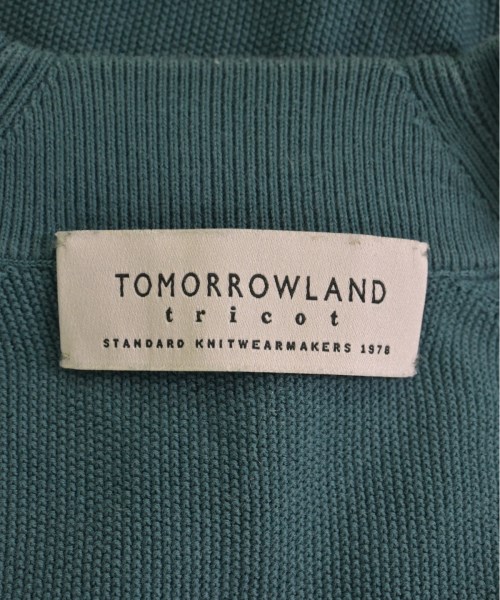 TOMORROWLAND
tricot
STANDARD KNITWEARMAKERS 1978